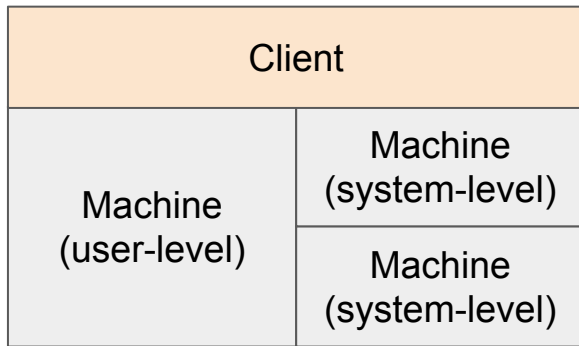 Client
Machine
(user-level)
Machine
(system-level)
Machine
(system-level)